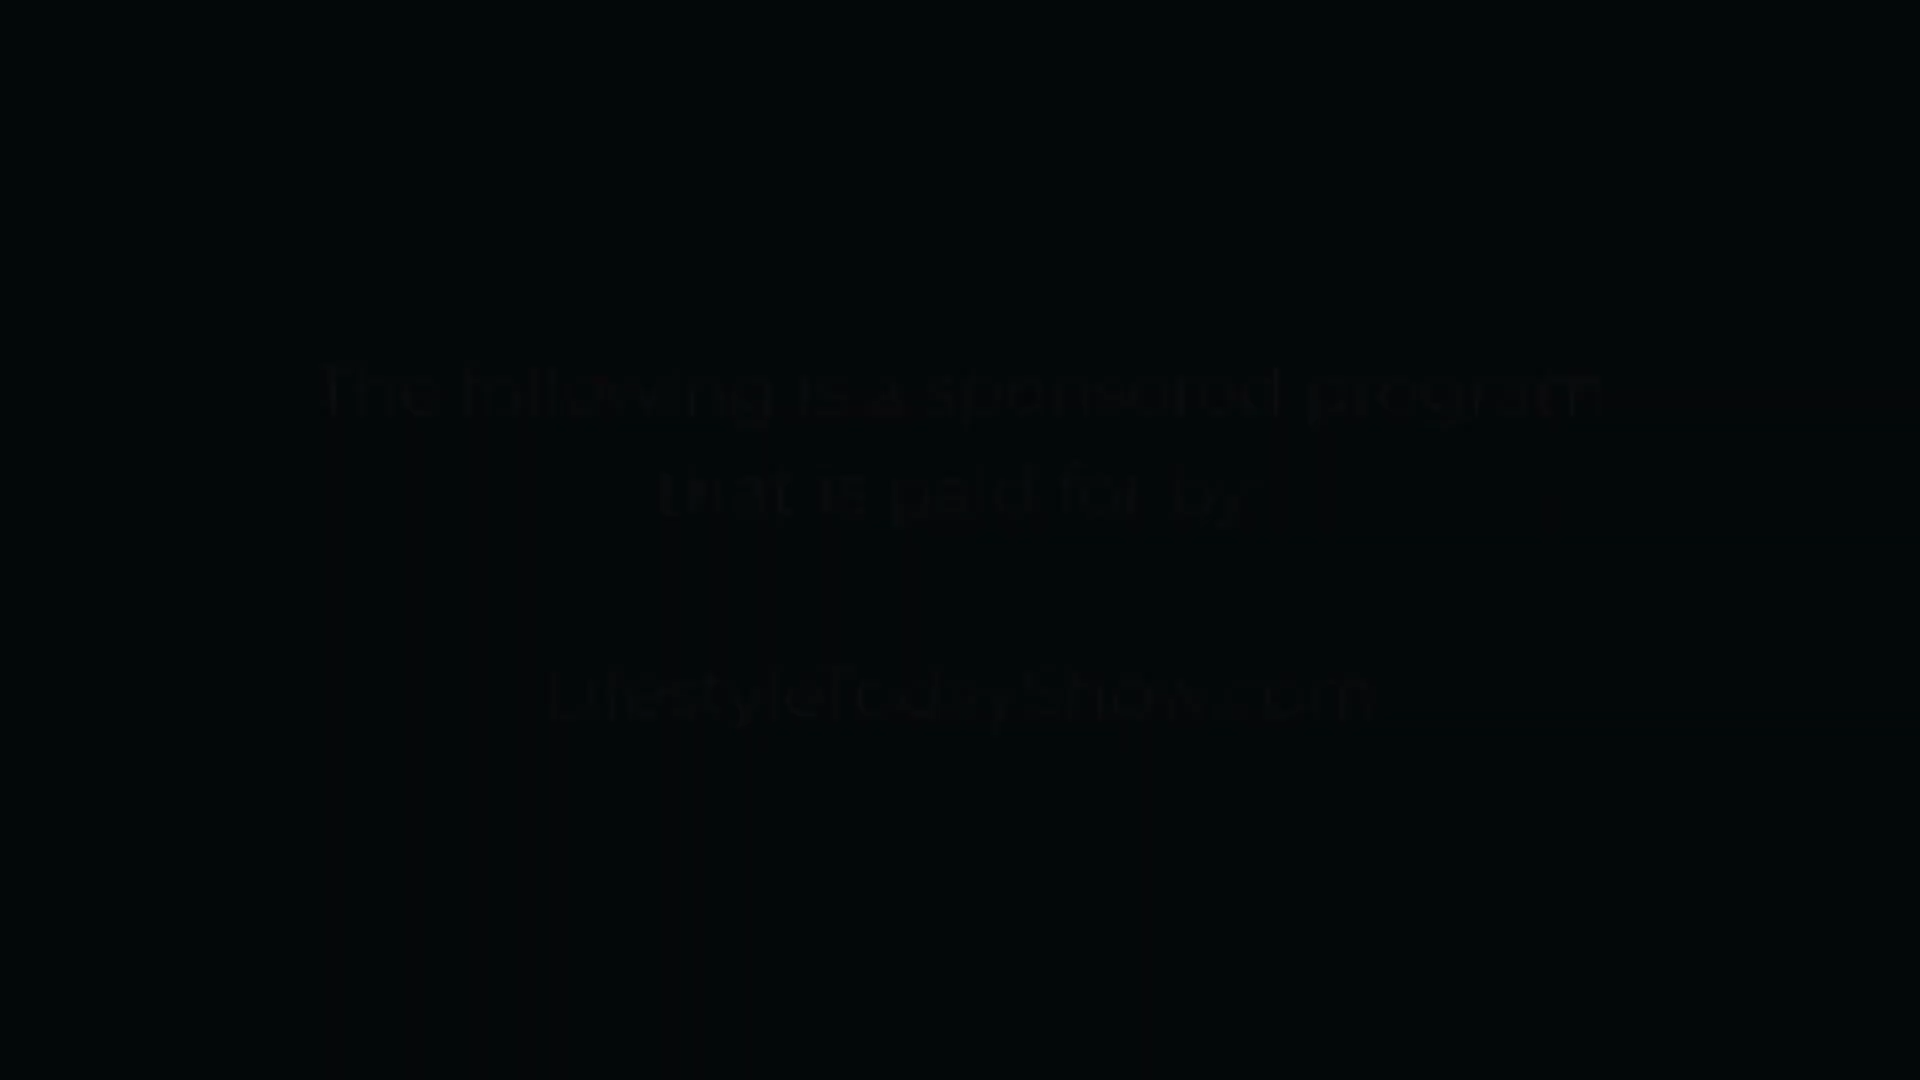 The following is a sponsored program
that is paid for by
LifestyleTodayShow.com